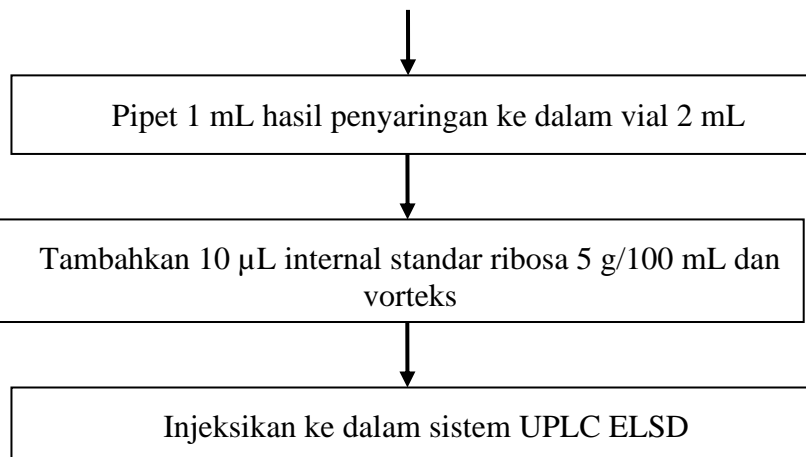 Pipet 1 mL hasil penyaringan ke dalam vial 2 mL
Tambahkan 10 µL internal standar ribosa 5 g/100 mL dan
vorteks
Injeksikan ke dalam sistem UPLC ELSD